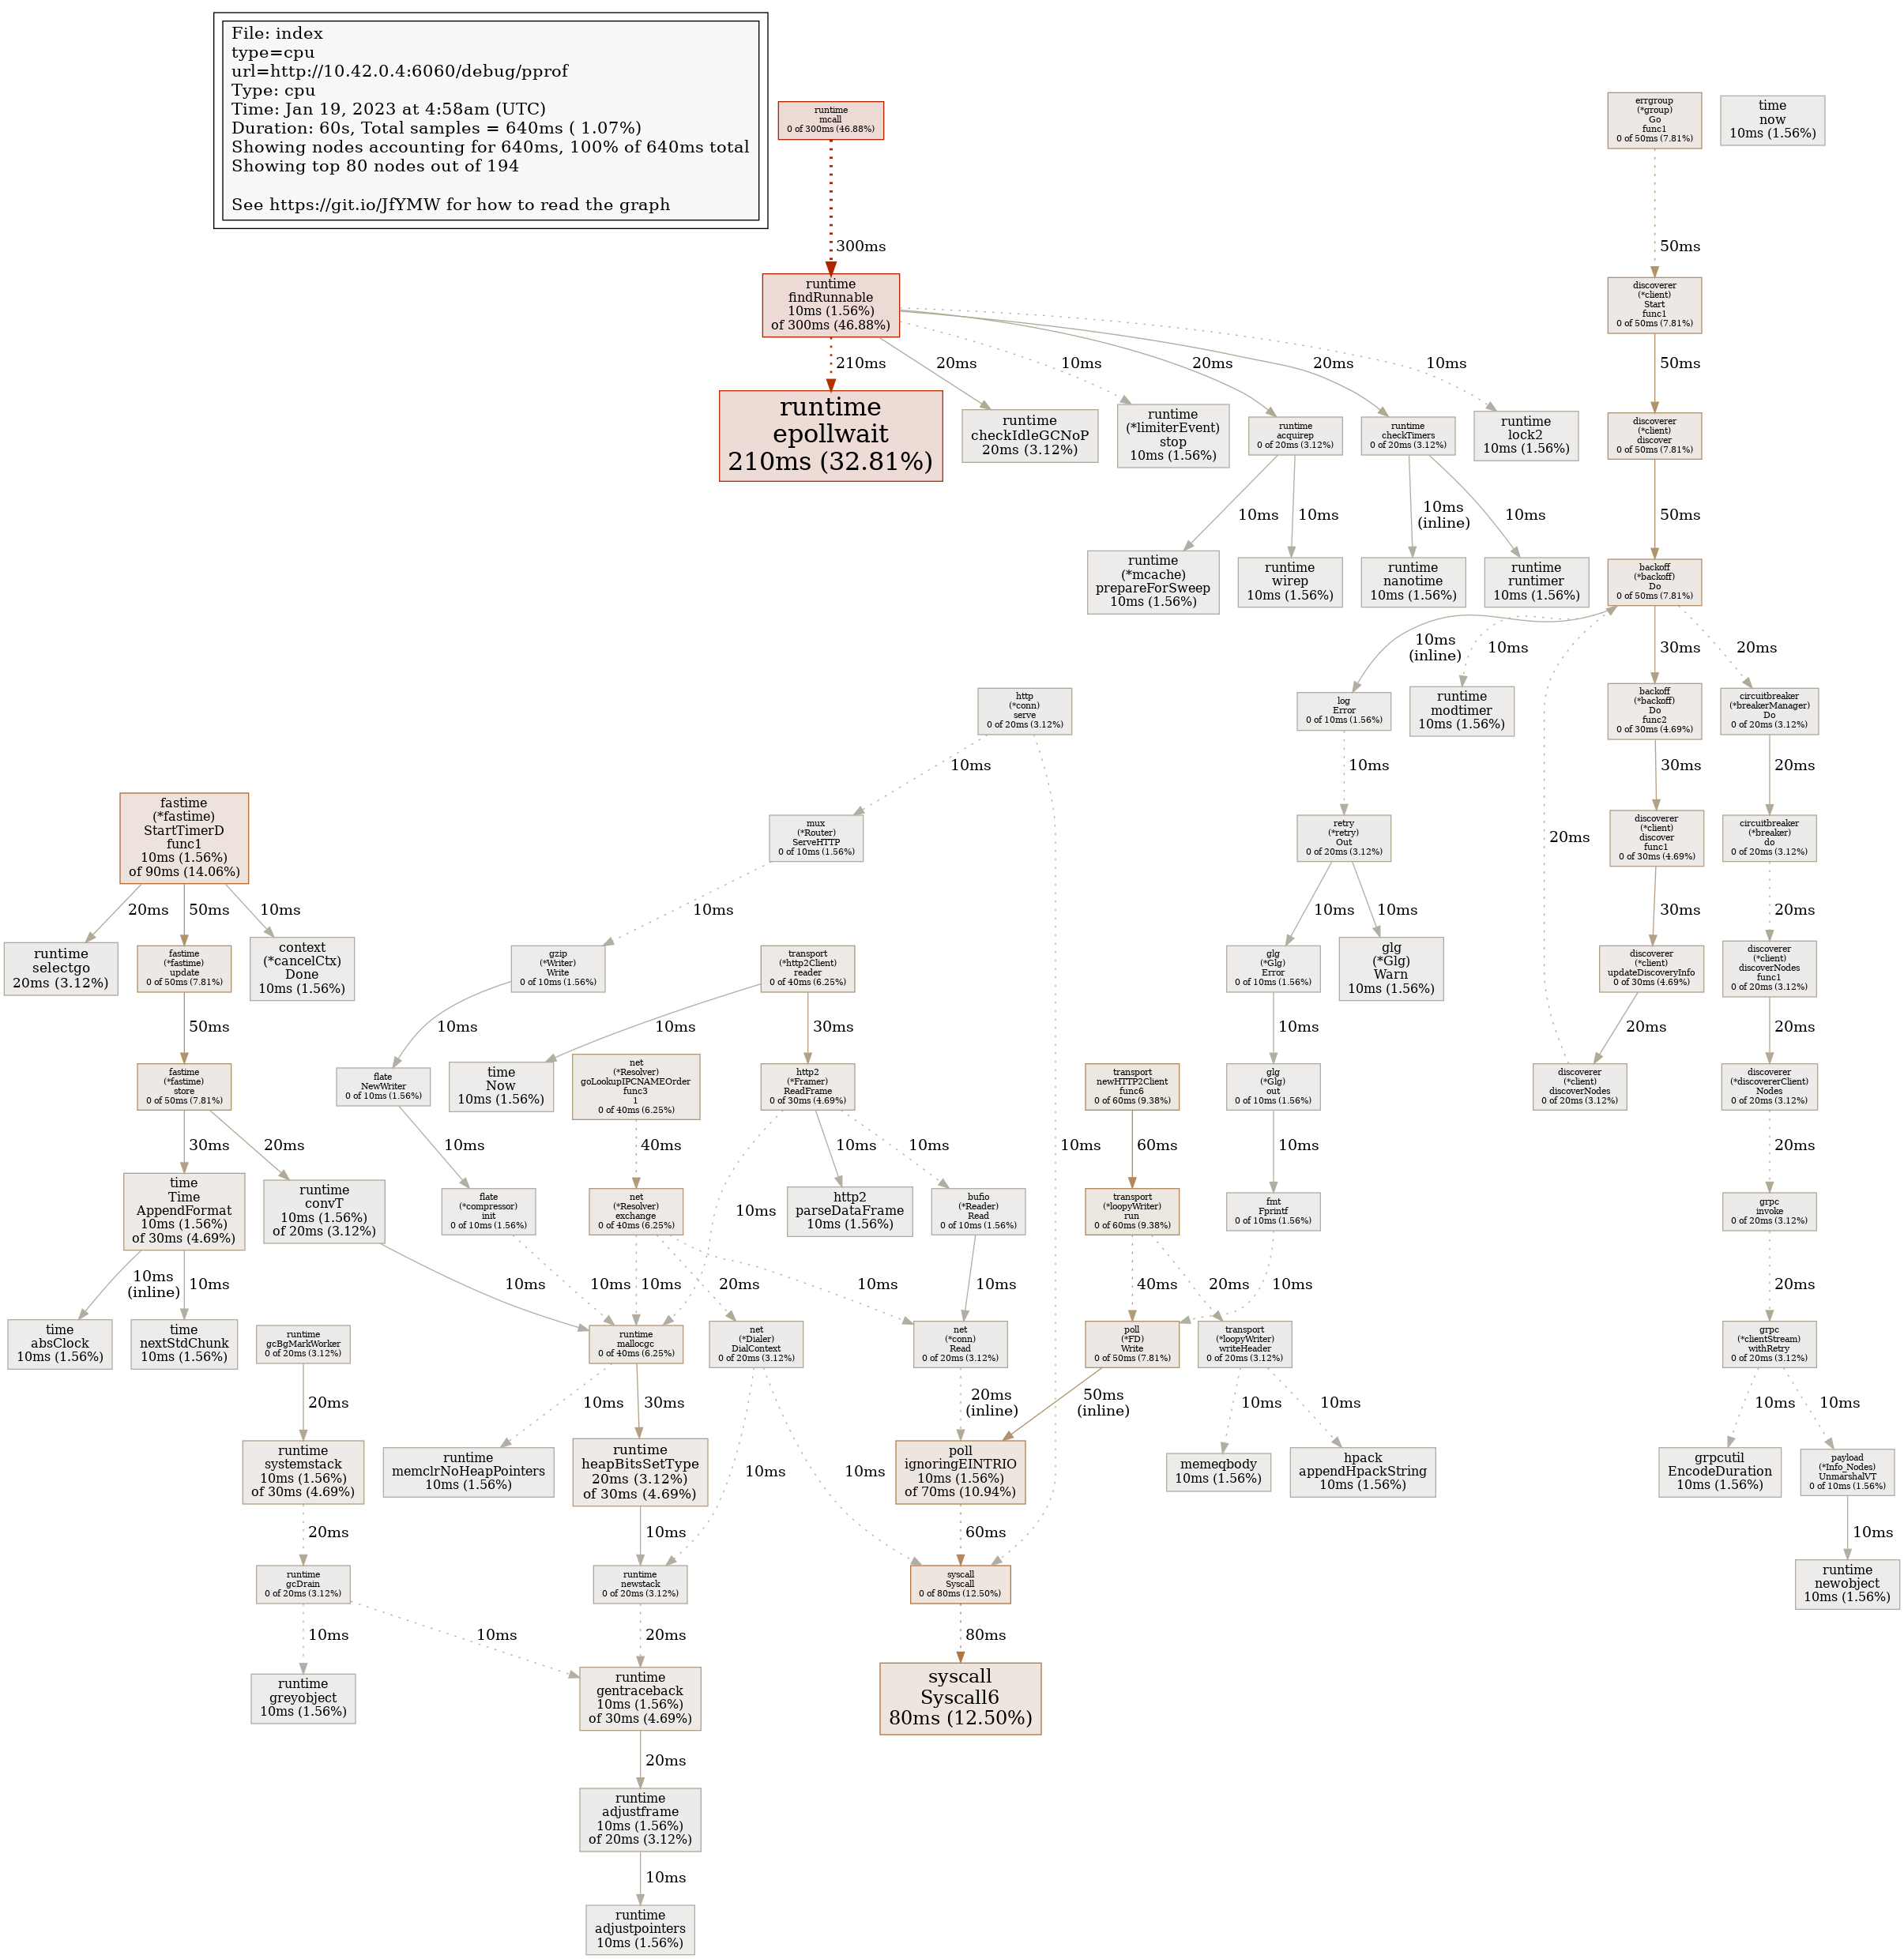 File: index
type=cpu
url=http://10.42.0.4:6060/debug/pprof
Type: cpu
Time: Jan 19, 2023 at 4:58am (UTC)
Duration: 60s, Total samples = 640ms ( 1.07%)
Showing nodes accounting for 640ms, 100% of 640ms total
Showing top 80 nodes out of 194
See https://git.io/JfYMW for how to read the graph
runtime
mcall
0 of 300ms (46.88%)
errgroup
(*group)
Go
func1
0 of 50ms (7.81%)
time
now
10ms (1.56%)
300ms
50ms
runtime
findRunnable
10ms (1.56%)
of 300ms (46.88%)
discoverer
(*client)
Start
func1
0 of 50ms (7.81%)
210ms
20ms
10ms
20ms
20ms
10ms
50ms
runtime
epollwait
210ms (32.81%)
runtime
checkIdleGCNoP
20ms (3.12%)
runtime
(*limiterEvent)
stop
10ms (1.56%)
runtime
acquirep
0 of 20ms (3.12%)
runtime
checkTimers
0 of 20ms (3.12%)
runtime
lock2
10ms (1.56%)
discoverer
(*client)
discover
0 of 50ms (7.81%)
10ms
10ms
10ms
(inline)
10ms
50ms
runtime
(*mcache)
prepareForSweep
10ms (1.56%)
runtime
wirep
10ms (1.56%)
runtime
nanotime
10ms (1.56%)
runtime
runtimer
10ms (1.56%)
backoff
(*backoff)
Do
0 of 50ms (7.81%)
10ms
(inline)
10ms
30ms
20ms
http
(*conn)
serve
0 of 20ms (3.12%)
log
Error
0 of 10ms (1.56%)
runtime
modtimer
10ms (1.56%)
backoff
(*backoff)
Do
func2
0 of 30ms (4.69%)
circuitbreaker
(*breakerManager)
Do
0 of 20ms (3.12%)
10ms
10ms
30ms
20ms
fastime
(*fastime)
StartTimerD
func1
10ms (1.56%)
of 90ms (14.06%)
mux
(*Router)
ServeHTTP
0 of 10ms (1.56%)
retry
(*retry)
Out
0 of 20ms (3.12%)
20ms
discoverer
(*client)
discover
func1
0 of 30ms (4.69%)
circuitbreaker
(*breaker)
do
0 of 20ms (3.12%)
20ms
50ms
10ms
10ms
10ms
10ms
30ms
20ms
runtime
selectgo
20ms (3.12%)
fastime
(*fastime)
update
0 of 50ms (7.81%)
context
(*cancelCtx)
Done
10ms (1.56%)
gzip
(*Writer)
Write
0 of 10ms (1.56%)
transport
(*http2Client)
reader
0 of 40ms (6.25%)
glg
(*Glg)
Error
0 of 10ms (1.56%)
glg
(*Glg)
Warn
10ms (1.56%)
discoverer
(*client)
updateDiscoveryInfo
0 of 30ms (4.69%)
discoverer
(*client)
discoverNodes
func1
0 of 20ms (3.12%)
50ms
10ms
10ms
30ms
10ms
20ms
20ms
fastime
(*fastime)
store
0 of 50ms (7.81%)
flate
NewWriter
0 of 10ms (1.56%)
time
Now
10ms (1.56%)
net
(*Resolver)
goLookupIPCNAMEOrder
func3
1
0 of 40ms (6.25%)
http2
(*Framer)
ReadFrame
0 of 30ms (4.69%)
transport
newHTTP2Client
func6
0 of 60ms (9.38%)
glg
(*Glg)
out
0 of 10ms (1.56%)
discoverer
(*client)
discoverNodes
0 of 20ms (3.12%)
discoverer
(*discovererClient)
Nodes
0 of 20ms (3.12%)
30ms
20ms
10ms
40ms
10ms
10ms
10ms
60ms
10ms
20ms
time
Time
AppendFormat
10ms (1.56%)
of 30ms (4.69%)
runtime
convT
10ms (1.56%)
of 20ms (3.12%)
flate
(*compressor)
init
0 of 10ms (1.56%)
net
(*Resolver)
exchange
0 of 40ms (6.25%)
10ms
http2
parseDataFrame
10ms (1.56%)
bufio
(*Reader)
Read
0 of 10ms (1.56%)
transport
(*loopyWriter)
run
0 of 60ms (9.38%)
fmt
Fprintf
0 of 10ms (1.56%)
grpc
invoke
0 of 20ms (3.12%)
10ms
(inline)
10ms
10ms
10ms
10ms
20ms
10ms
10ms
40ms
20ms
10ms
20ms
time
absClock
10ms (1.56%)
time
nextStdChunk
10ms (1.56%)
runtime
gcBgMarkWorker
0 of 20ms (3.12%)
runtime
mallocgc
0 of 40ms (6.25%)
net
(*Dialer)
DialContext
0 of 20ms (3.12%)
net
(*conn)
Read
0 of 20ms (3.12%)
poll
(*FD)
Write
0 of 50ms (7.81%)
transport
(*loopyWriter)
writeHeader
0 of 20ms (3.12%)
grpc
(*clientStream)
withRetry
0 of 20ms (3.12%)
20ms
10ms
30ms
20ms
(inline)
50ms
(inline)
10ms
10ms
10ms
10ms
runtime
systemstack
10ms (1.56%)
of 30ms (4.69%)
runtime
memclrNoHeapPointers
10ms (1.56%)
runtime
heapBitsSetType
20ms (3.12%)
of 30ms (4.69%)
10ms
10ms
poll
ignoringEINTRIO
10ms (1.56%)
of 70ms (10.94%)
memeqbody
10ms (1.56%)
hpack
appendHpackString
10ms (1.56%)
grpcutil
EncodeDuration
10ms (1.56%)
payload
(*Info_Nodes)
UnmarshalVT
0 of 10ms (1.56%)
20ms
10ms
60ms
10ms
runtime
gcDrain
0 of 20ms (3.12%)
runtime
newstack
0 of 20ms (3.12%)
syscall
Syscall
0 of 80ms (12.50%)
runtime
newobject
10ms (1.56%)
10ms
10ms
20ms
80ms
runtime
greyobject
10ms (1.56%)
runtime
gentraceback
10ms (1.56%)
of 30ms (4.69%)
syscall
Syscall6
80ms (12.50%)
20ms
runtime
adjustframe
10ms (1.56%)
of 20ms (3.12%)
10ms
runtime
adjustpointers
10ms (1.56%)